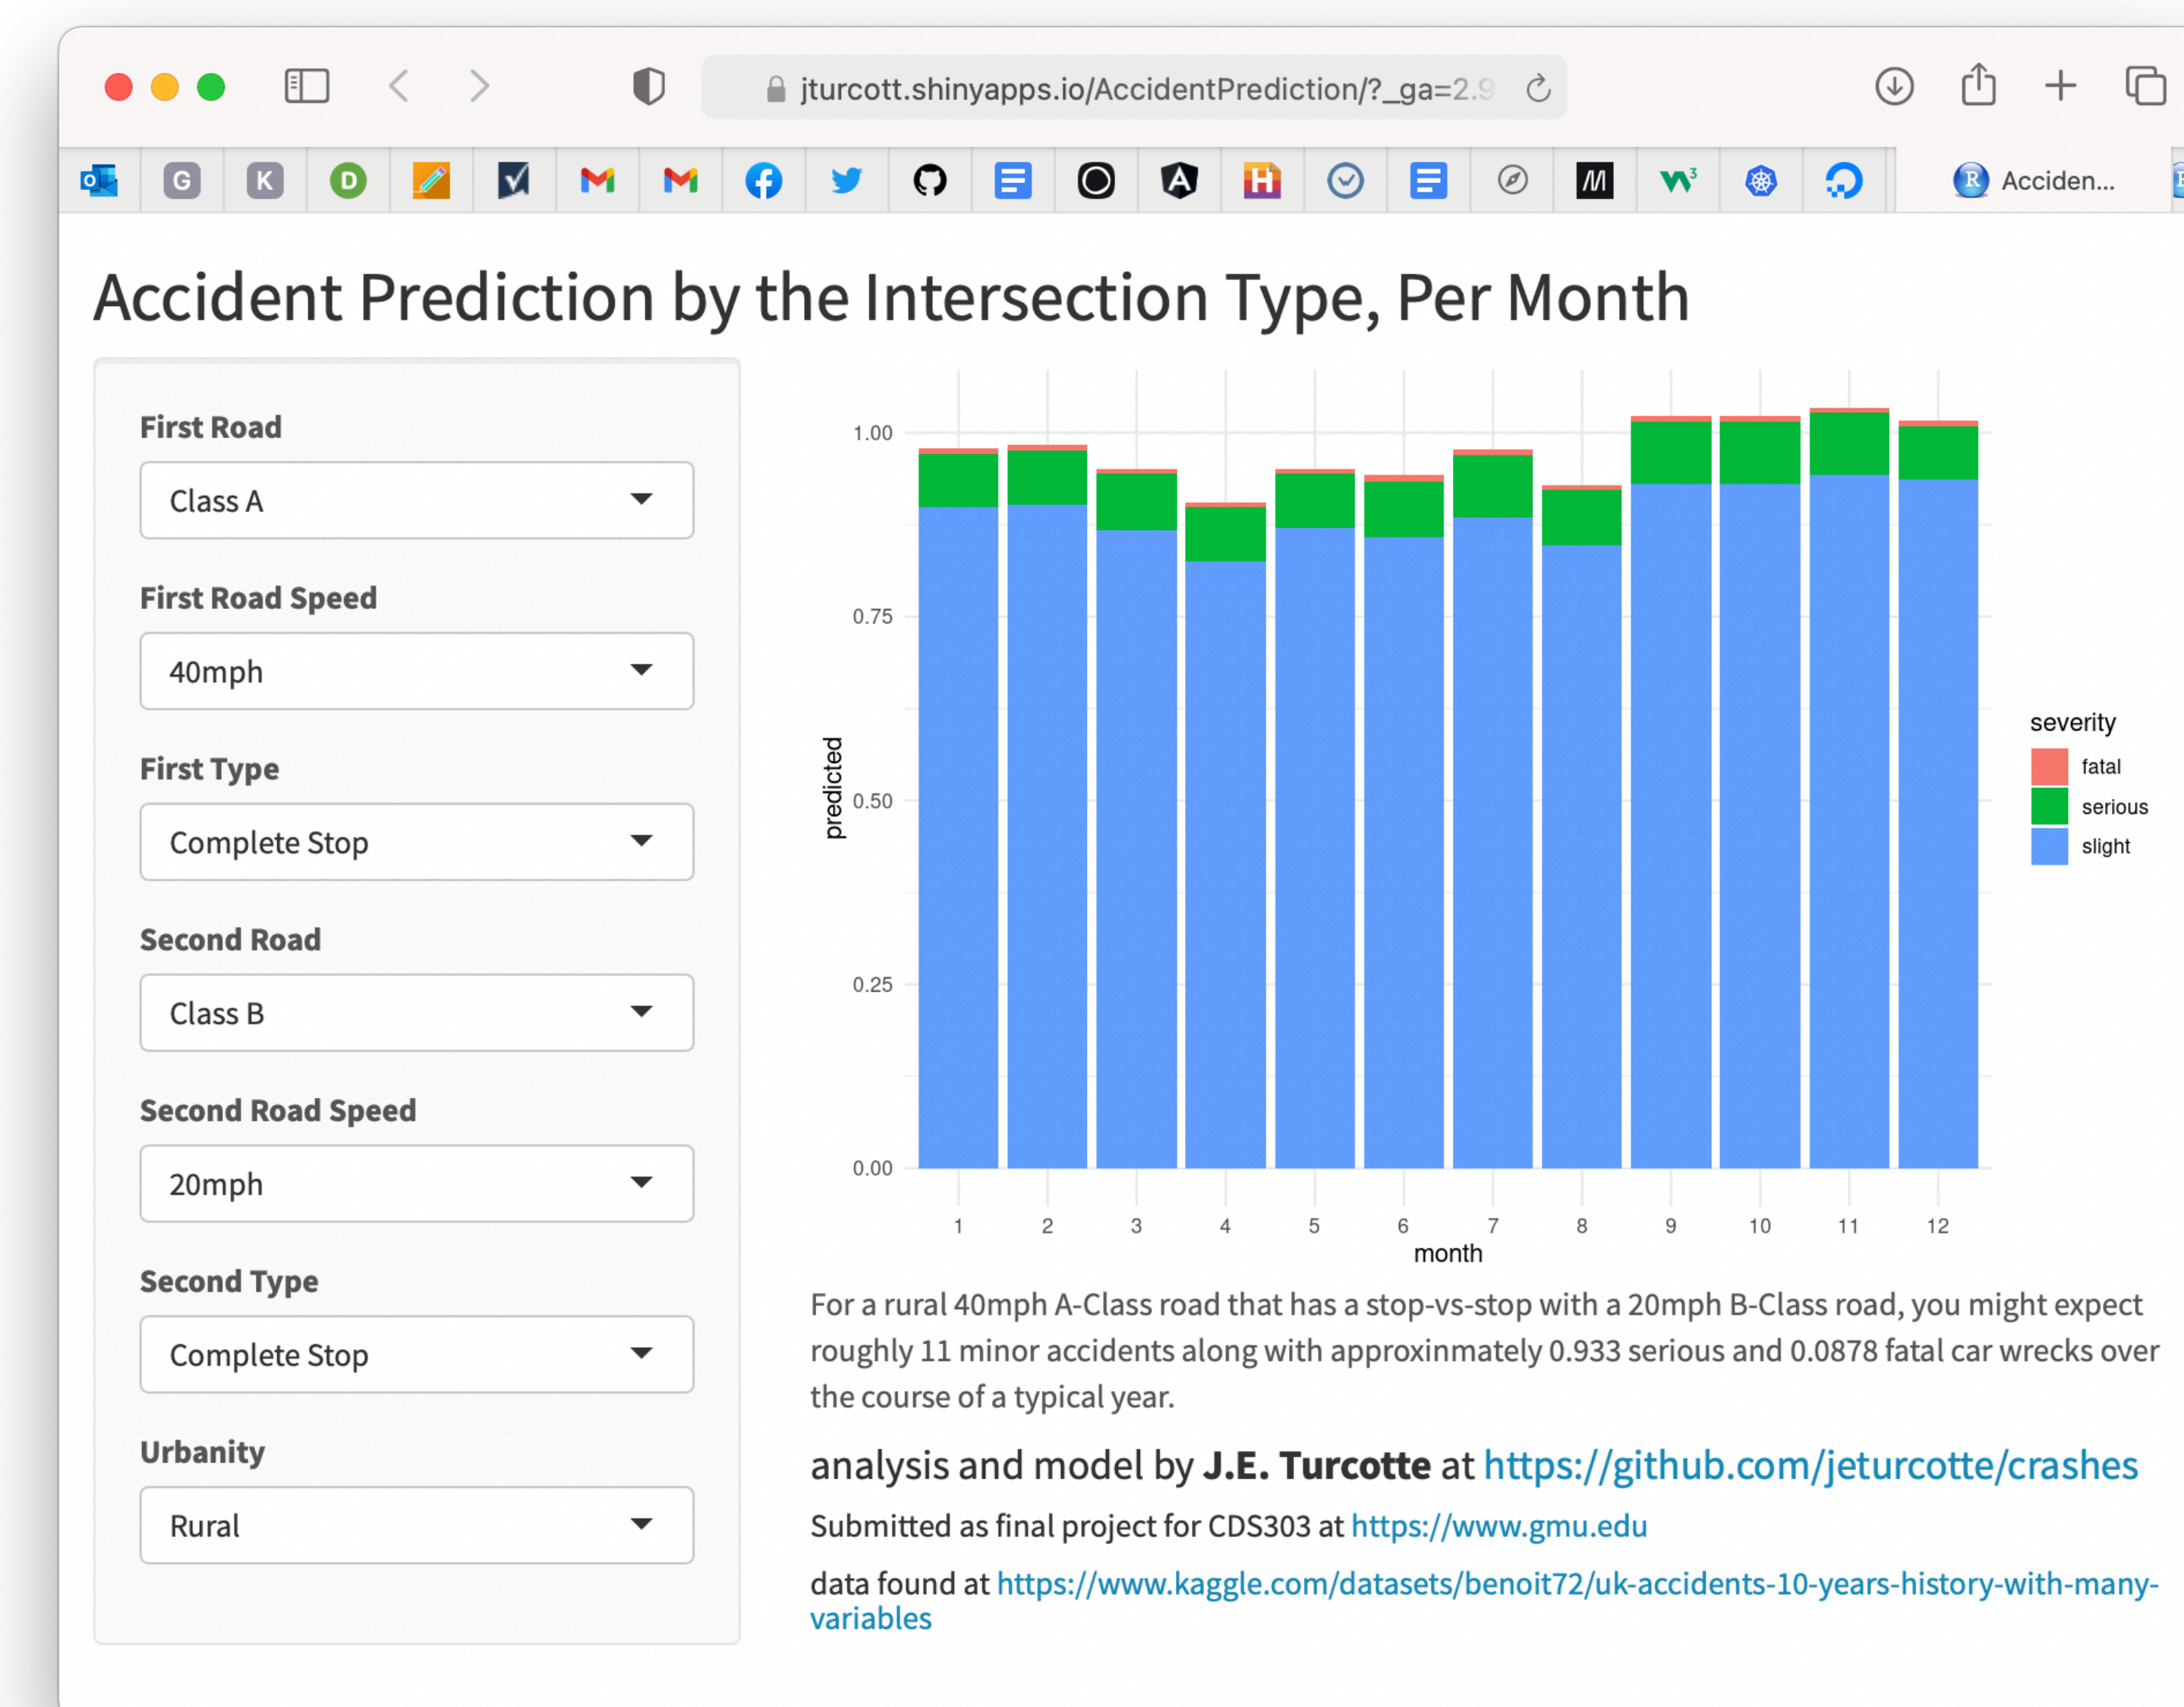 jturcott.shinyapps.io/AccidentPrediction/?_ga=2.9
G K D H M W3 R Acciden...
Accident Prediction by the Intersection Type, Per Month
First Road
Class A
First Road Speed
40mph
First Type
Complete Stop
Second Road
Class B
Second Road Speed
20mph
Second Type
Complete Stop
Urbanity
Rural
predicted
1.00
0.75
0.50
0.25
0.00
1 2 3 4 5 6 7 8 9 10 11 12
month
severity
fatal
serious
slight
For a rural 40mph A-Class road that has a stop-vs-stop with a 20mph B-Class road, you might expect
roughly 11 minor accidents along with approxinmately 0.933 serious and 0.0878 fatal car wrecks over
the course of a typical year.
analysis and model by J.E. Turcotte at https://github.com/jeturcotte/crashes
Submitted as final project for CDS303 at https://www.gmu.edu
data found at https://www.kaggle.com/datasets/benoit72/uk-accidents-10-years-history-with-many-
variables